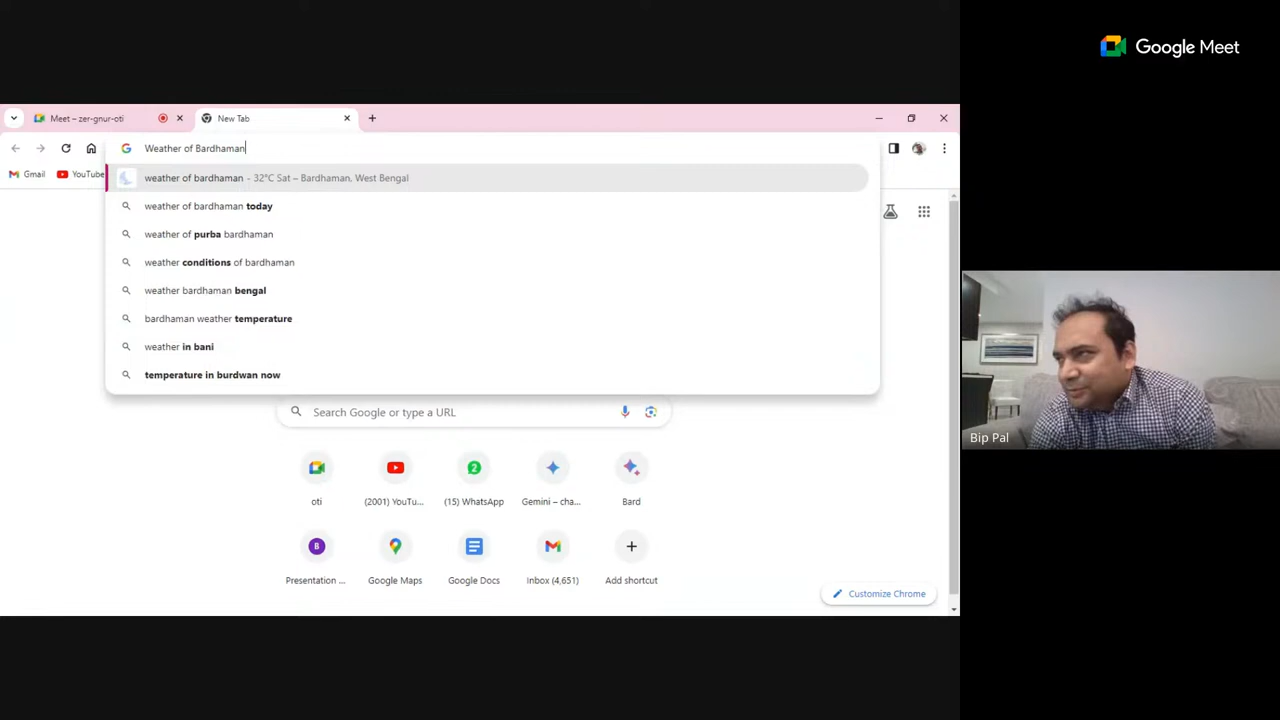 Google Meet
Meet – zer-gnur-oti
New Tab
Weather of Bardhaman
Gmail
YouTube
weather of bardhaman - 32°C Sat – Bardhaman, West Bengal
weather of bardhaman today
weather of purba bardhaman
weather conditions of bardhaman
weather bardhaman bengal
bardhaman weather temperature
weather in bani
temperature in burdwan now
Search Google or type a URL
oti
(2001) YouTu...
(15) WhatsApp
Gemini – cha...
Bard
Presentation ...
Google Maps
Google Docs
Inbox (4,651)
Add shortcut
Customize Chrome
Bip Pal